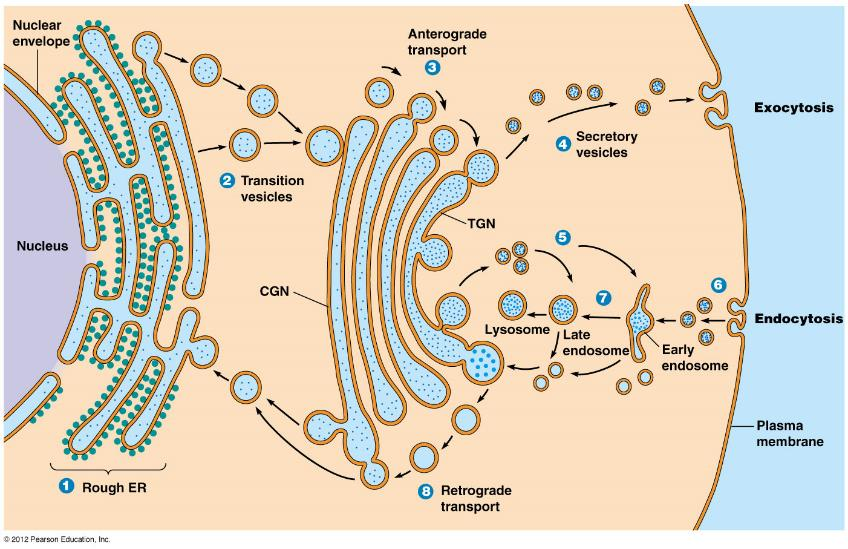 Nuclear
envelope
Anterograde
transport
3
Exocytosis
4 Secretory
vesicles
2 Transition
vesicles
TGN
Nucleus
5
6
CGN
7
Endocytosis
Lysosome
Late
endosome
Early
endosome
Plasma
membrane
1 Rough ER
8 Retrograde
transport
© 2012 Pearson Education, Inc.